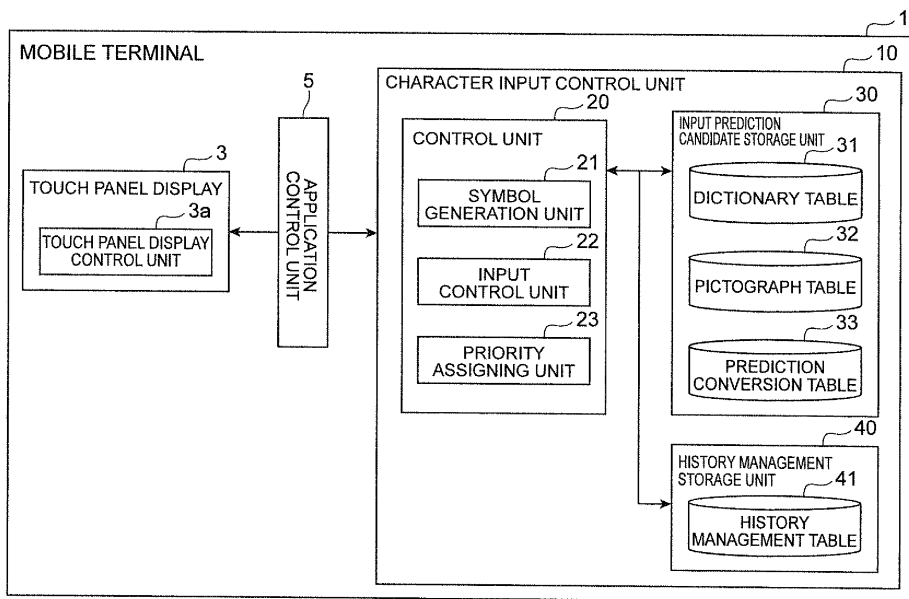 1
MOBILE TERMINAL
10
CHARACTER INPUT CONTROL UNIT
5
APPLICATION
CONTROL UNIT
3
TOUCH PANEL DISPLAY
3a
TOUCH PANEL DISPLAY
CONTROL UNIT
20
CONTROL UNIT
21
SYMBOL
GENERATION UNIT
22
INPUT
CONTROL UNIT
23
PRIORITY
ASSIGNING UNIT
30
INPUT PREDICTION
CANDIDATE STORAGE UNIT
31
DICTIONARY TABLE
32
PICTOGRAPH TABLE
33
PREDICTION
CONVERSION TABLE
40
HISTORY MANAGEMENT
STORAGE UNIT
41
HISTORY
MANAGEMENT TABLE